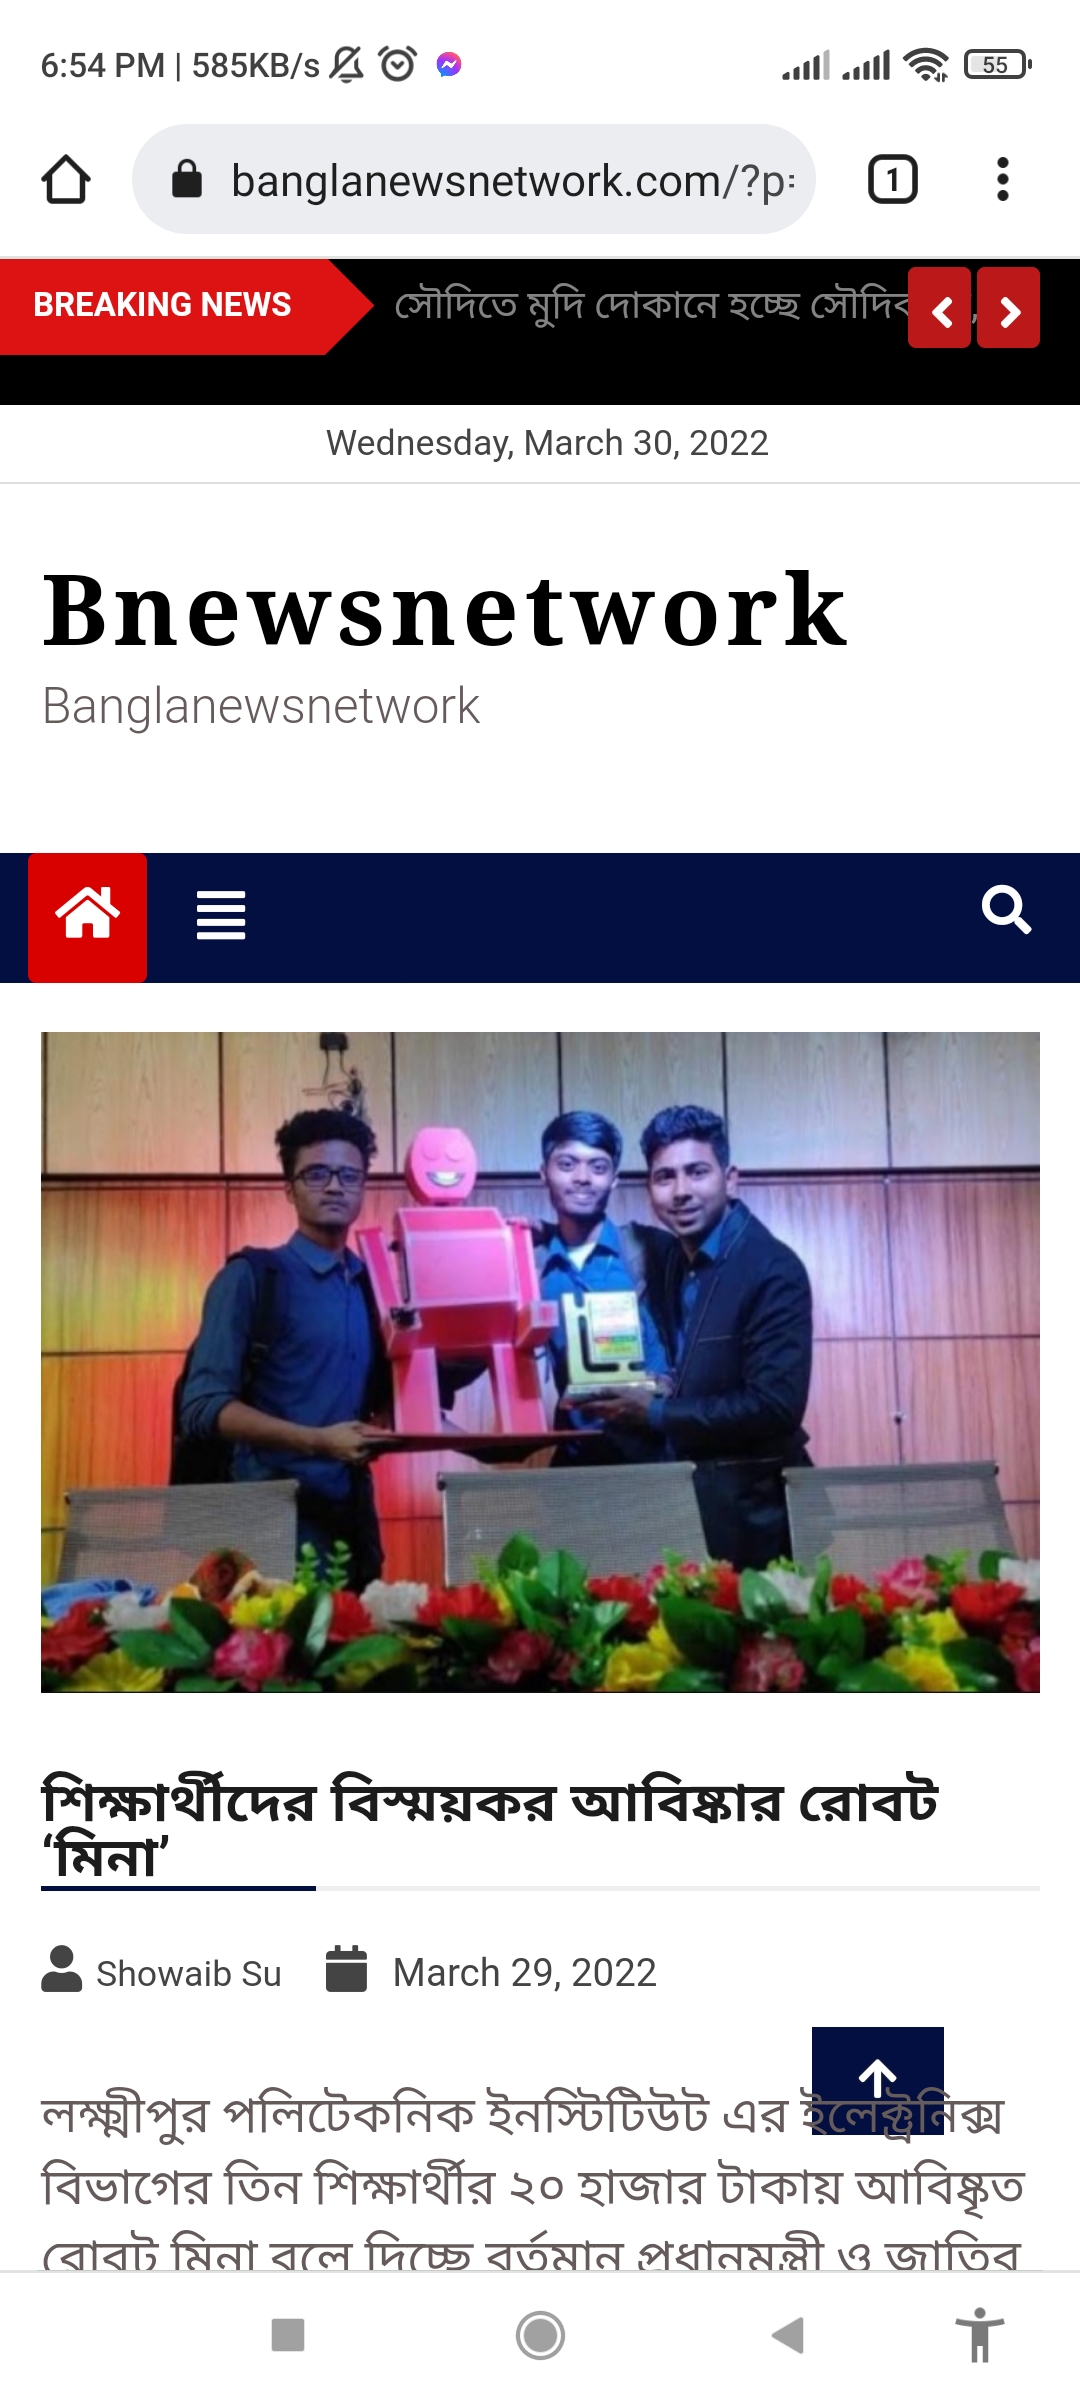 6:54 PM | 585KB/s
55
banglanewsnetwork.com/?p
1
BREAKING NEWS
সৌদিতে মুদি দোকানে হচ্ছে
Wednesday, March 30, 2022
Bnewsnetwork
Banglanewsnetwork
শিক্ষার্থীদের বিস্ময়কর আবিষ্কার রোবট
‘মিনা’
Showaib Su
March 29, 2022
লক্ষ্মীপুর পলিটেকনিক ইনস্টিটিউট এর ইলেক্ট্রনিক্স
বিভাগের তিন শিক্ষার্থীর ২০ হাজার টাকায় আবিষ্কৃত
রোবট মিনা বলে দিচ্ছে বর্তমান প্রধানমন্ত্রী ও জাতির